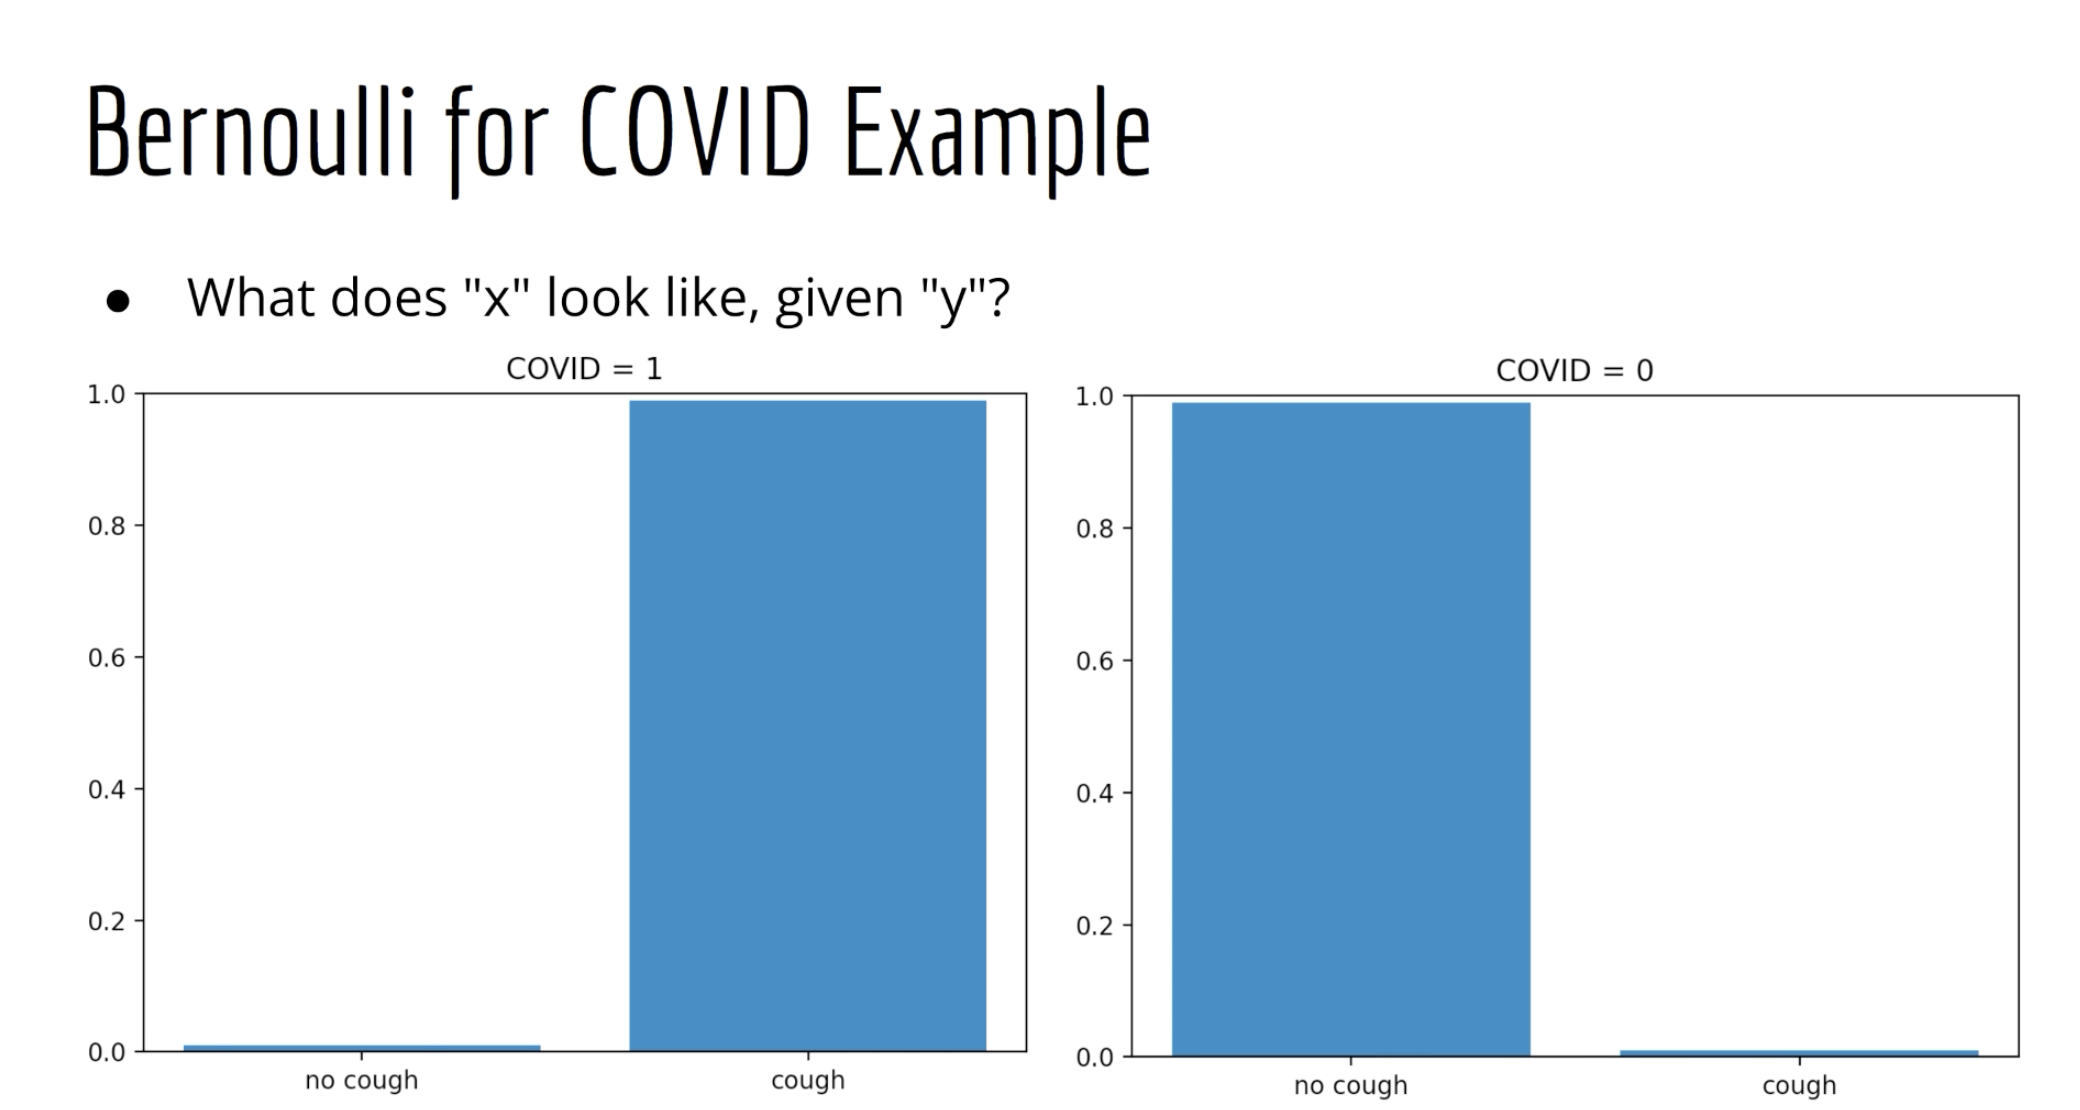 Bernoulli for COVID Example
● What does "x" look like, given "y"?
COVID = 1
1.0
0.8
0.6
0.4
0.2
0.0
no cough cough
COVID = 0
1.0
0.8
0.6
0.4
0.2
0.0
no cough cough